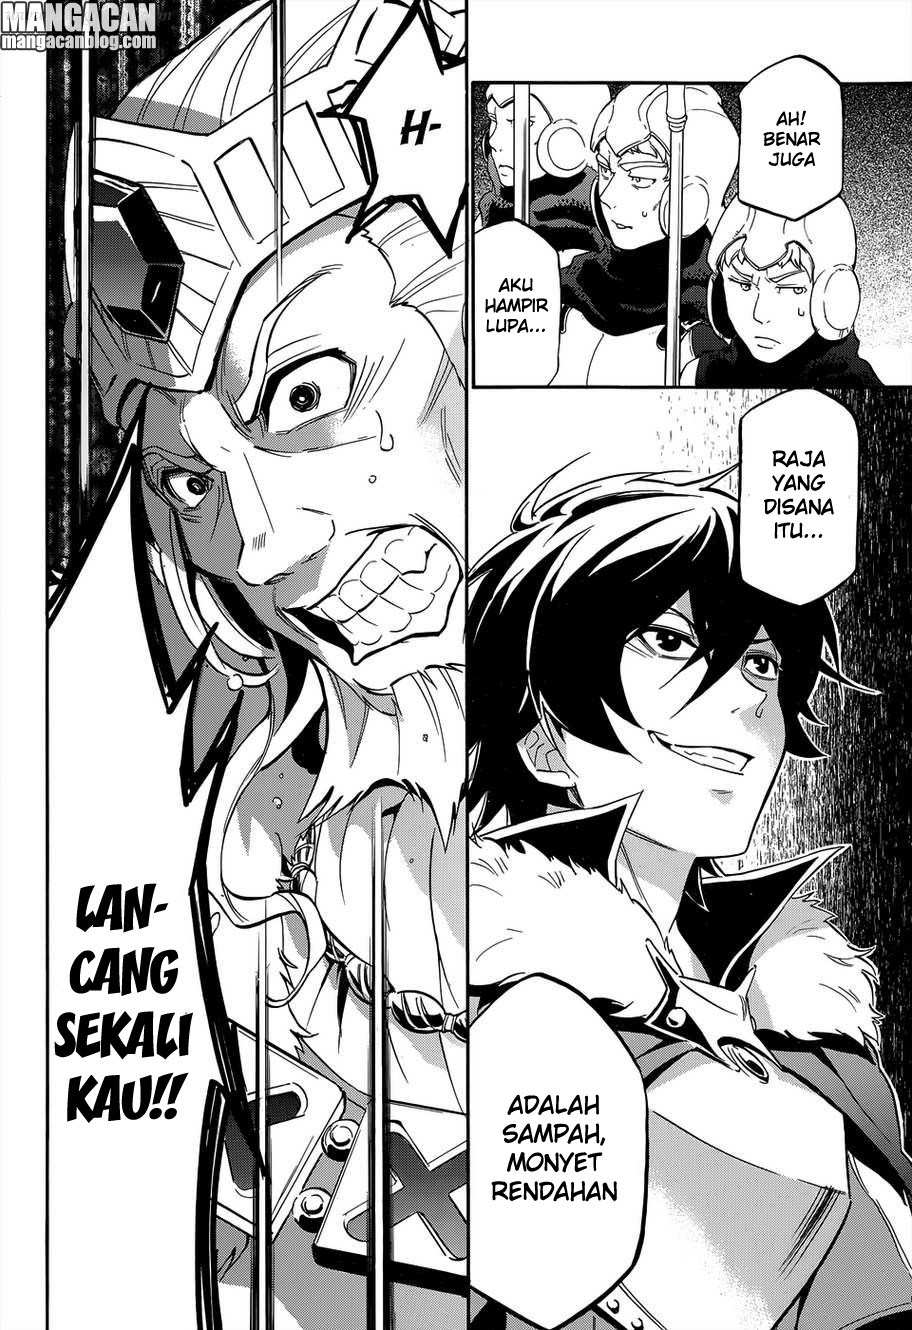 MANGACAN
mangacanblog.com
AH!
BENAR
JUGA
AKU
HAMPIR
LUPA...
RAJA
YANG
DISANA
ITU...
ADALAH
SAMPAH,
MONYET
RENDAHAN
H-
LAN-
CANG
SEKALI
KAU!!